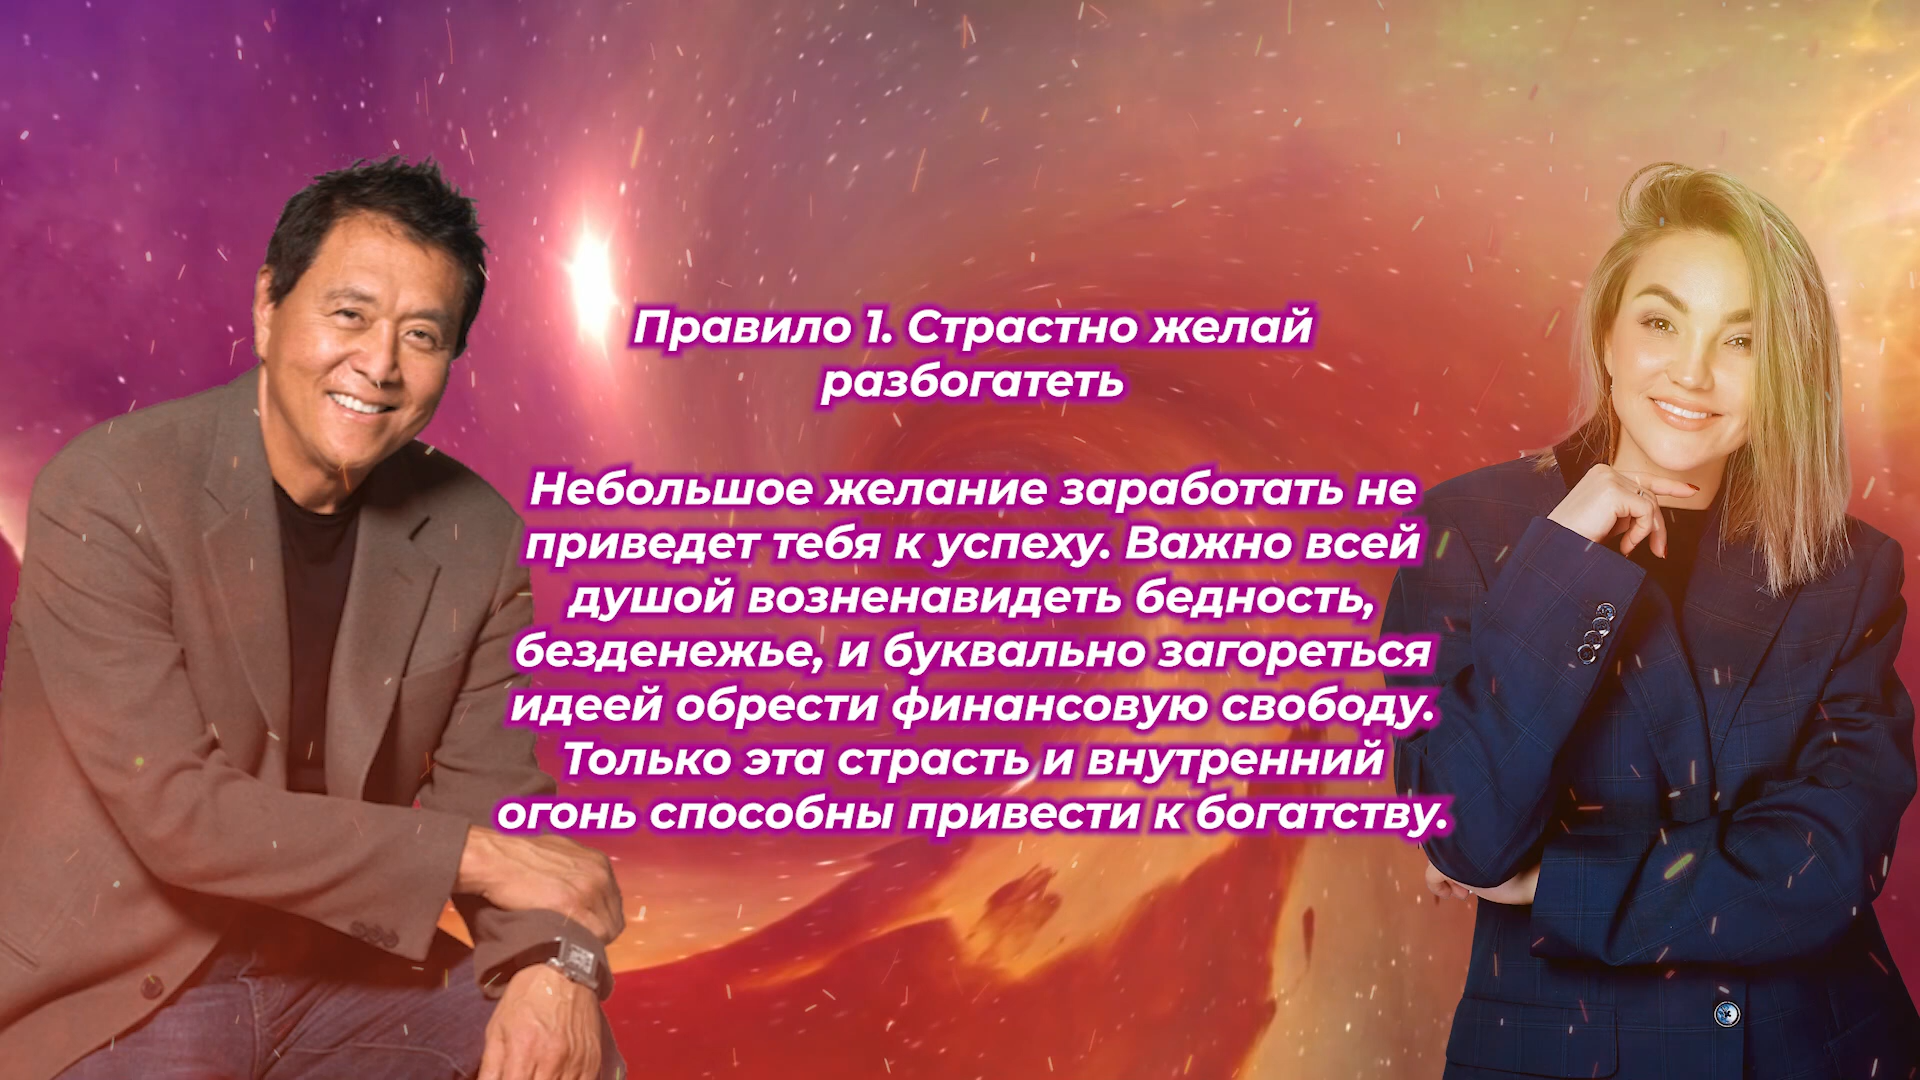 Правило 1. Страстно желай
разбогатеть
Небольшое желание заработать не
приведет тебя к успеху. Важно всей
душой возненавидеть бедность,
безденежье, и буквально загореться
идеей обрести финансовую свободу.
Только эта страсть и внутренний
огонь способны привести к богатству.